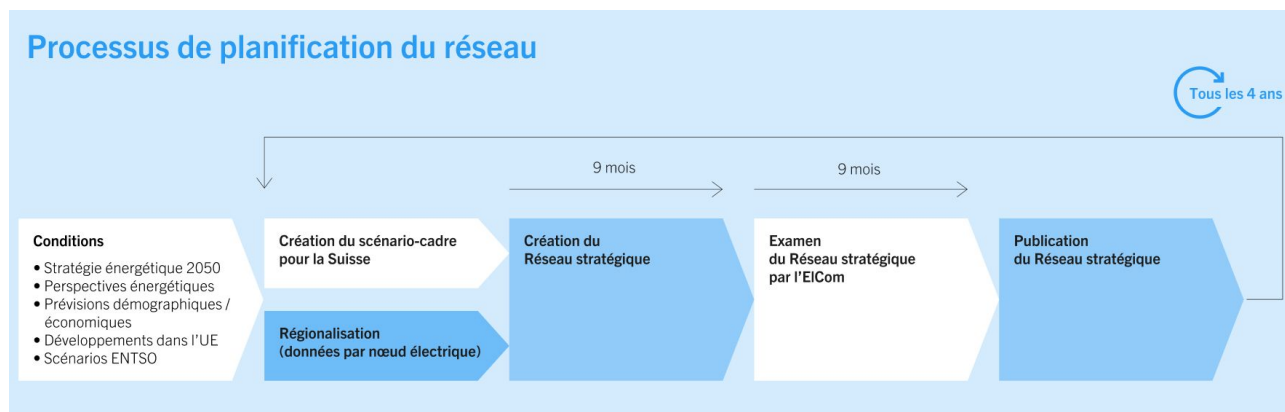 Processus de planification du réseau
Tous les 4 ans
9 mois
9 mois
Conditions
• Stratégie énergétique 2050
• Perspectives énergétiques
• Prévisions démographiques /
économiques
• Développements dans l'UE
• Scénarios ENTSO
Création du scénario-cadre
pour la Suisse
Régionalisation
(données par nœud électrique)
Création du
Réseau stratégique
Examen
du Réseau stratégique
par l'ElCom
Publication
du Réseau stratégique